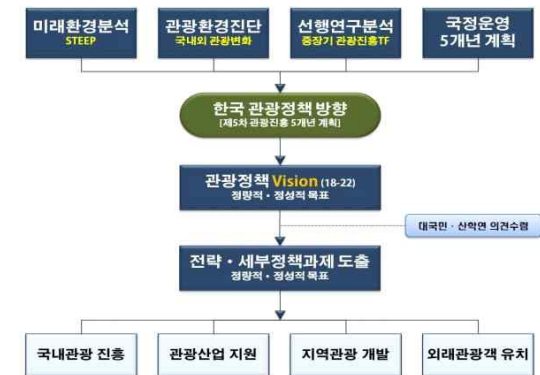 미래환경분석
STEEP
관광환경진단
국내외 관광변화
선행연구분석
중장기 관광진흥TF
국정운영
5개년 계획
한국 관광정책 방향
[제5차 관광진흥 5개년 계획]
관광정책 Vision (18-22)
정량적 · 정성적 목표
대국민 · 산학연 의견수렴
전략 · 세부정책과제 도출
정량적 · 정성적 목표
국내관광 진흥
관광산업 지원
지역관광 개발
외래관광객 유치